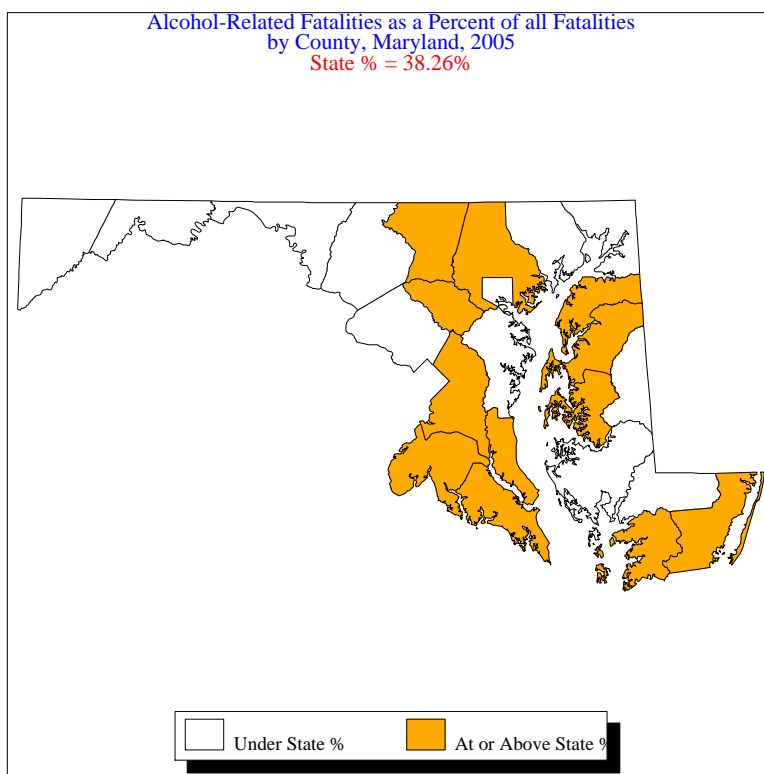 Alcohol-Related Fatalities as a Percent of all Fatalities
by County, Maryland, 2005
State % = 38.26%
Under State %
At or Above State %